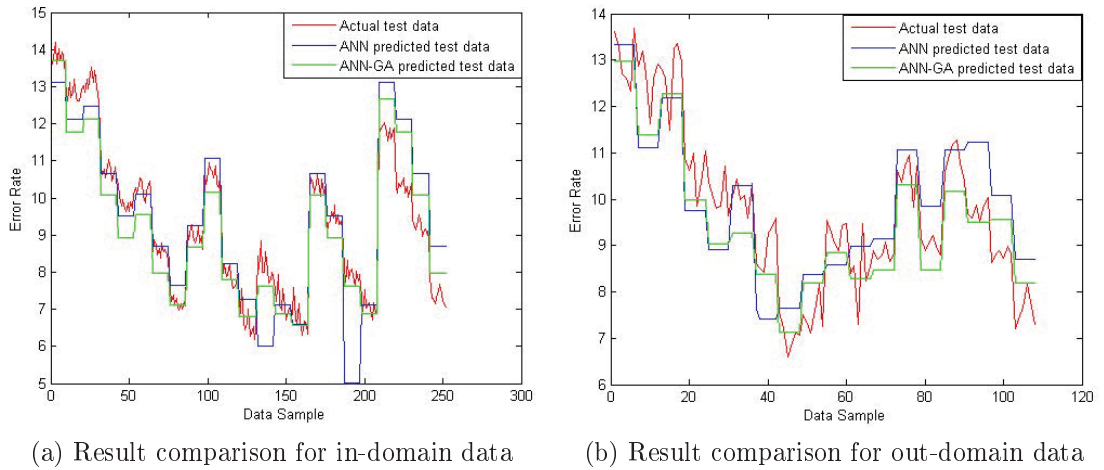 15
14
13
12
11
10
9
8
7
6
5
Error Rate
0
50
100
150
200
250
300
Data Sample
Actual test data
ANN predicted test data
ANN-GA predicted test data
(a) Result comparison for in-domain data
14
13
12
11
10
9
8
7
6
Error Rate
0
20
40
60
80
100
120
Data Sample
Actual test data
ANN predicted test data
ANN-GA predicted test data
(b) Result comparison for out-domain data